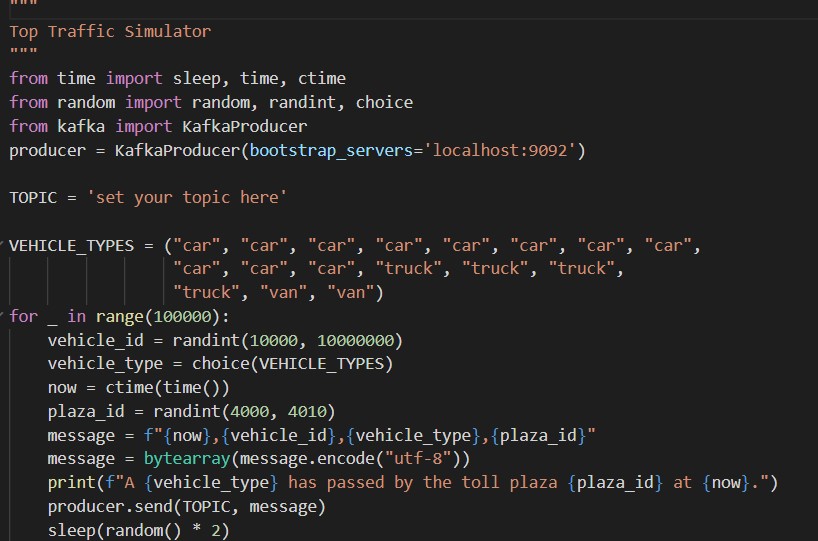 """
Top Traffic Simulator
"""
from time import sleep, time, ctime
from random import random, randint, choice
from kafka import KafkaProducer
producer = KafkaProducer(bootstrap_servers='localhost:9092')

TOPIC = 'set your topic here'

VEHICLE_TYPES = ("car", "car", "car", "car", "car", "car", "car", "car",
                 "car", "car", "car", "truck", "truck", "truck",
                 "truck", "van", "van")
for _ in range(100000):
    vehicle_id = randint(10000, 10000000)
    vehicle_type = choice(VEHICLE_TYPES)
    now = ctime(time())
    plaza_id = randint(4000, 4010)
    message = f"{now},{vehicle_id},{vehicle_type},{plaza_id}"
    message = bytearray(message.encode("utf-8"))
    print(f"A {vehicle_type} has passed by the toll plaza {plaza_id} at {now}.")
    producer.send(TOPIC, message)
    sleep(random() * 2)